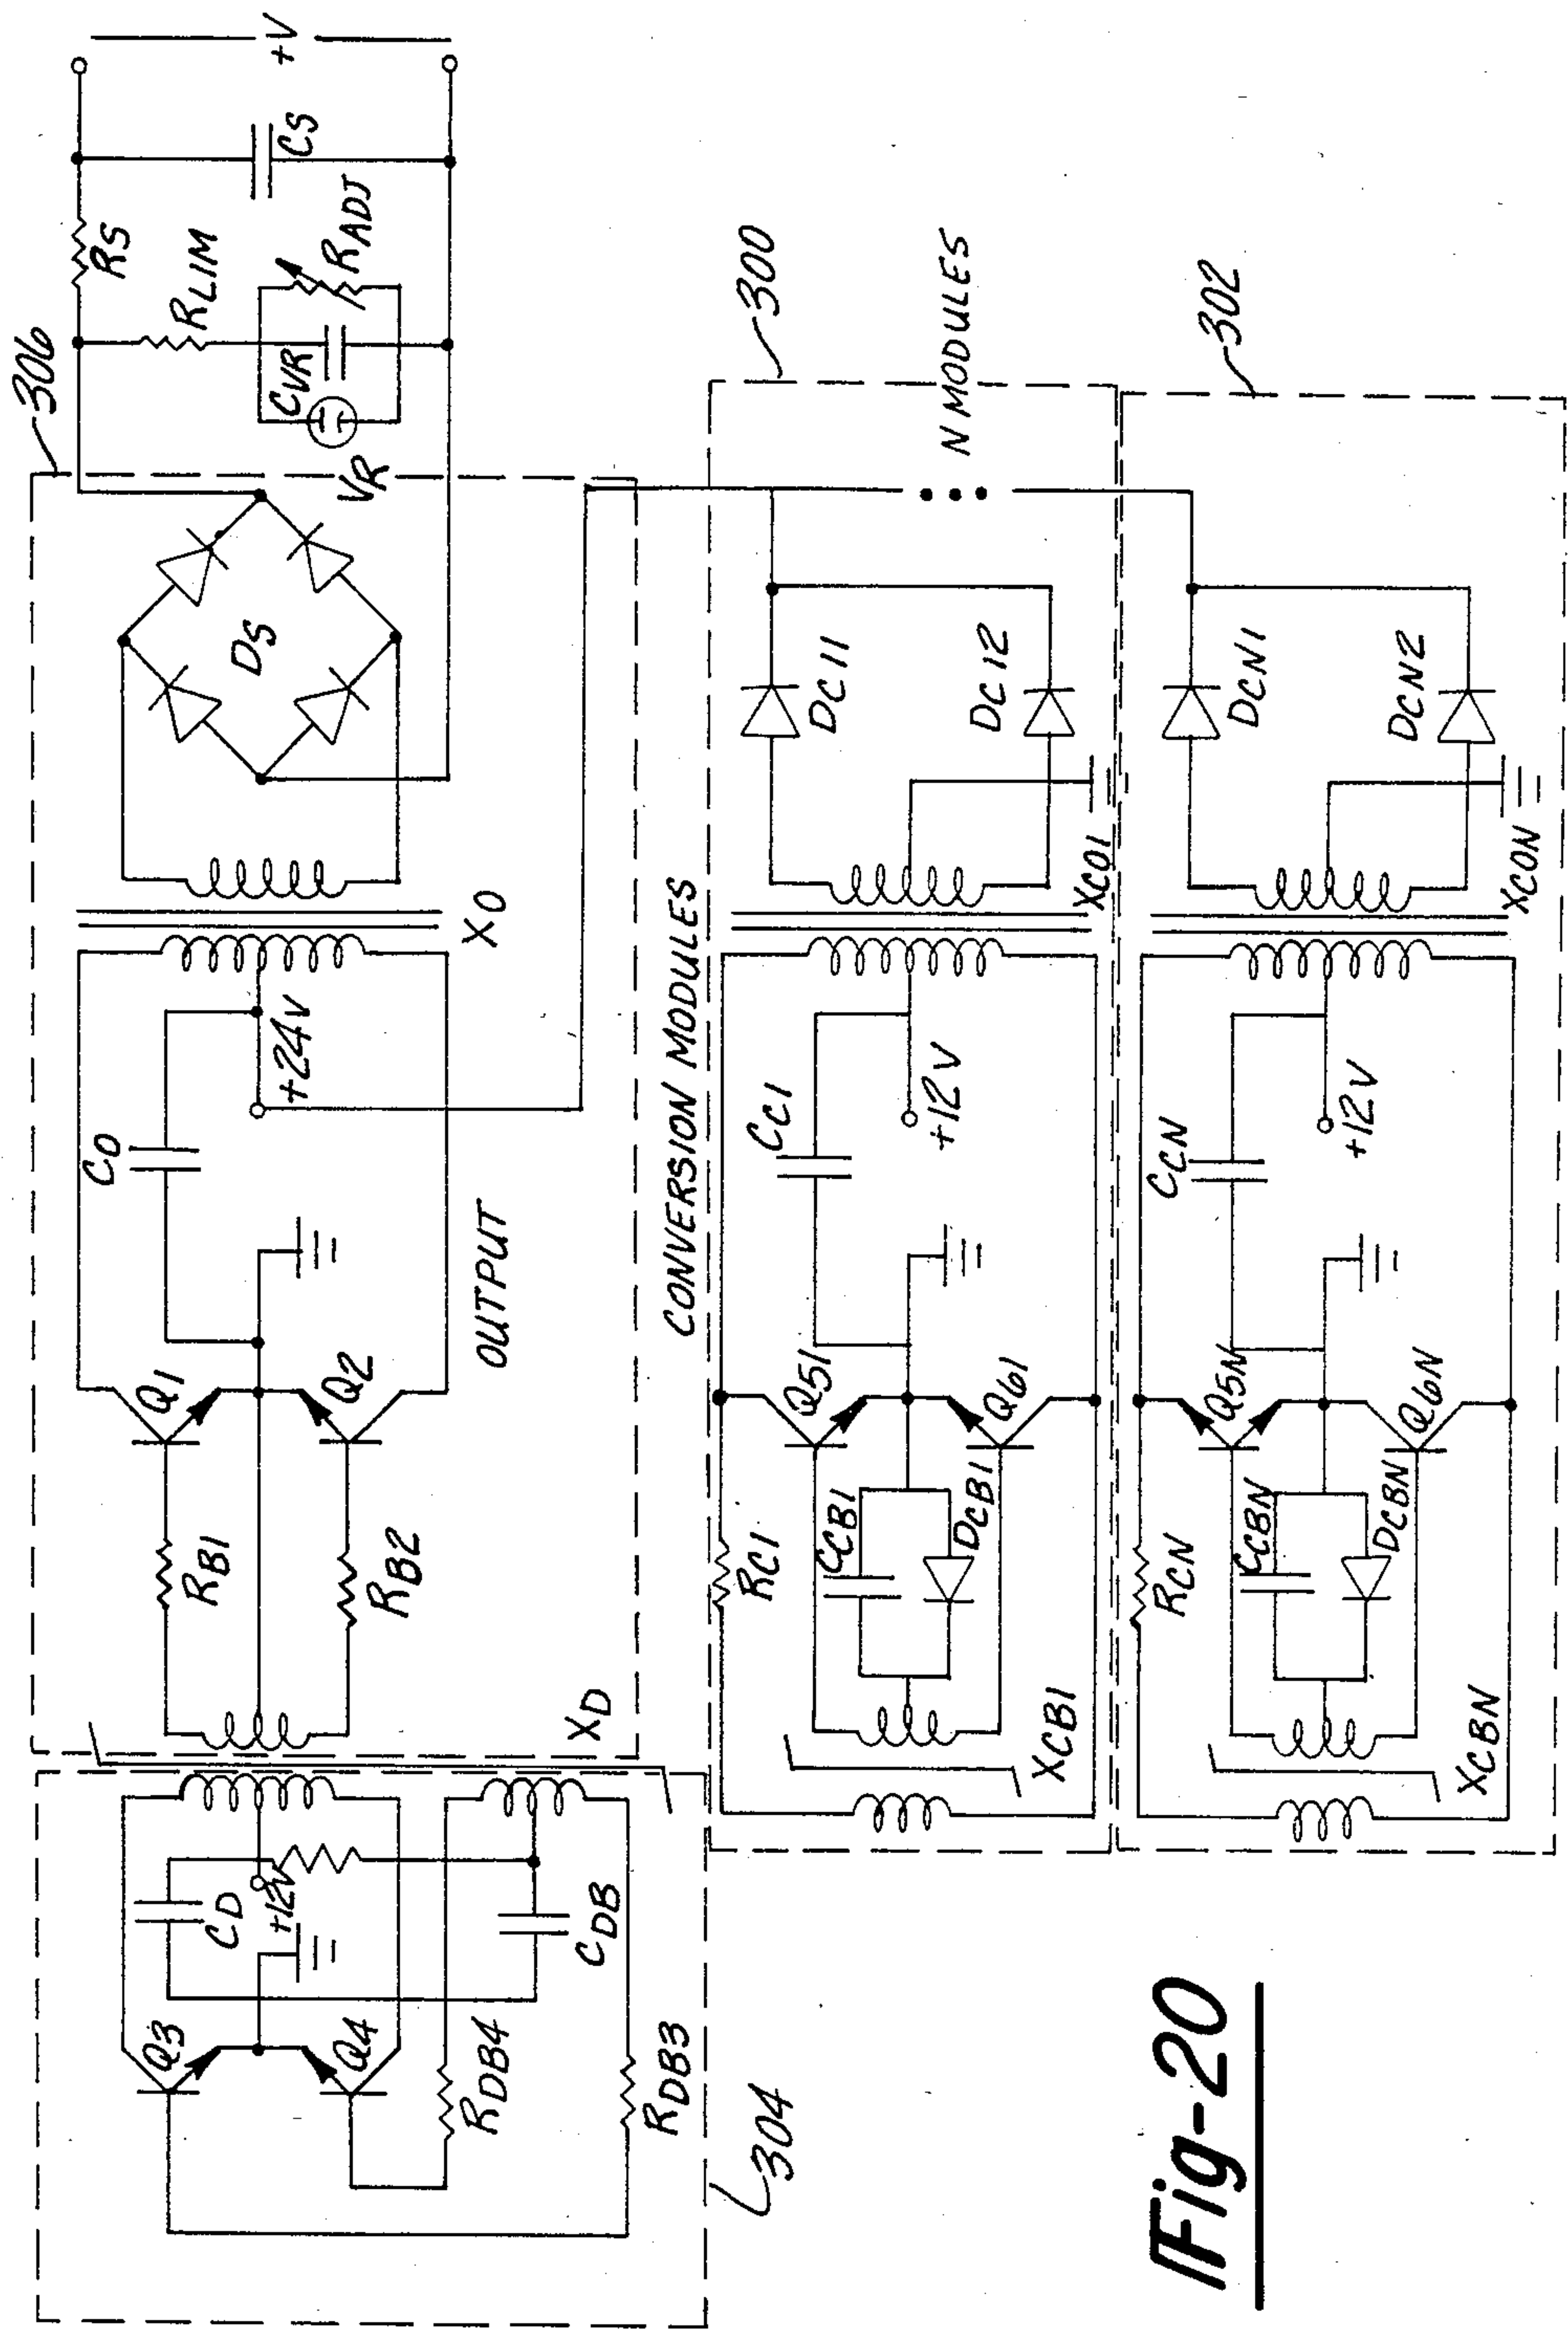 306
+V
RS
CS
RLIM
RADJ
CVR
VR
DS
XO
+24V
CO
OUTPUT
Q1
Q2
RB1
RB2
XD
CD
+12V
CDB
Q3
Q4
RDB4
RDB3
304
CONVERSION MODULES
300
N MODULES
DC11
DC12
XCO1
CC1
+12V
Q51
Q61
RC1
CCB1
DCB1
XCB1
302
DCN1
DCN2
XCON
CCN
+12V
Q5N
Q6N
RCN
CCBN
DCBN
XCBN
Fig-20